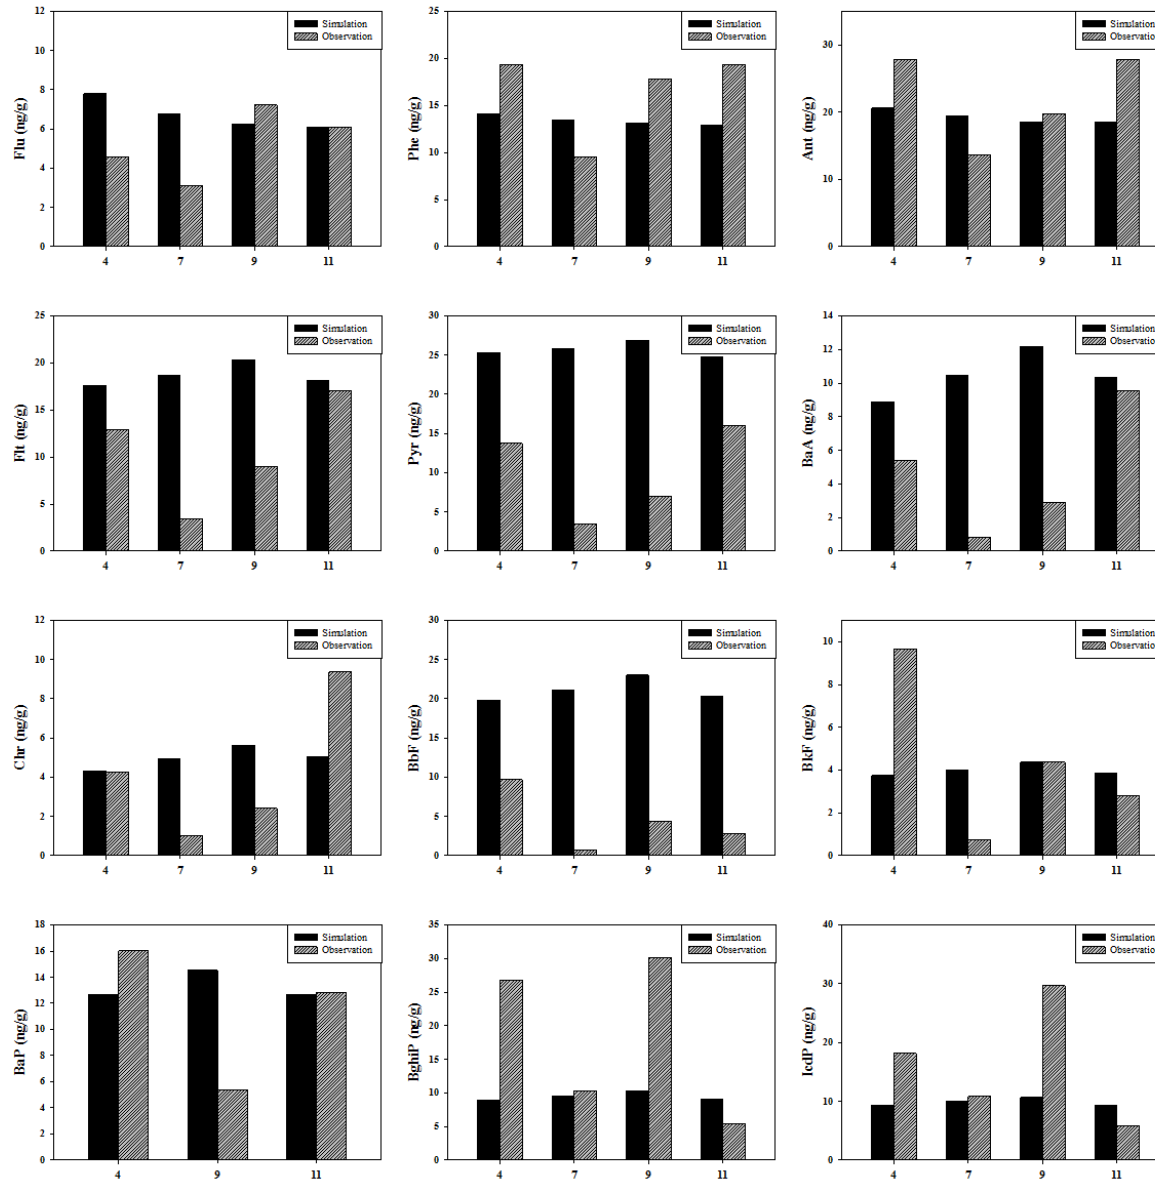 12
10
8
6
4
2
0
Flu (ng/g)
Simulation
Observation
4 7 9 11
25
20
15
10
5
0
Phe (ng/g)
Simulation
Observation
4 7 9 11
30
20
10
0
Ant (ng/g)
Simulation
Observation
4 7 9 11
25
20
15
10
5
0
Flt (ng/g)
Simulation
Observation
4 7 9 11
30
25
20
15
10
5
0
Pyr (ng/g)
Simulation
Observation
4 7 9 11
14
12
10
8
6
4
2
0
BaA (ng/g)
Simulation
Observation
4 7 9 11
12
10
8
6
4
2
0
Chr (ng/g)
Simulation
Observation
4 7 9 11
30
25
20
15
10
5
0
BbF (ng/g)
Simulation
Observation
4 7 9 11
10
8
6
4
2
0
BkF (ng/g)
Simulation
Observation
4 7 9 11
18
16
14
12
10
8
6
4
2
0
BaP (ng/g)
Simulation
Observation
4 9 11
35
30
25
20
15
10
5
0
BghiP (ng/g)
Simulation
Observation
4 7 9 11
40
30
20
10
0
IcdP (ng/g)
Simulation
Observation
4 7 9 11